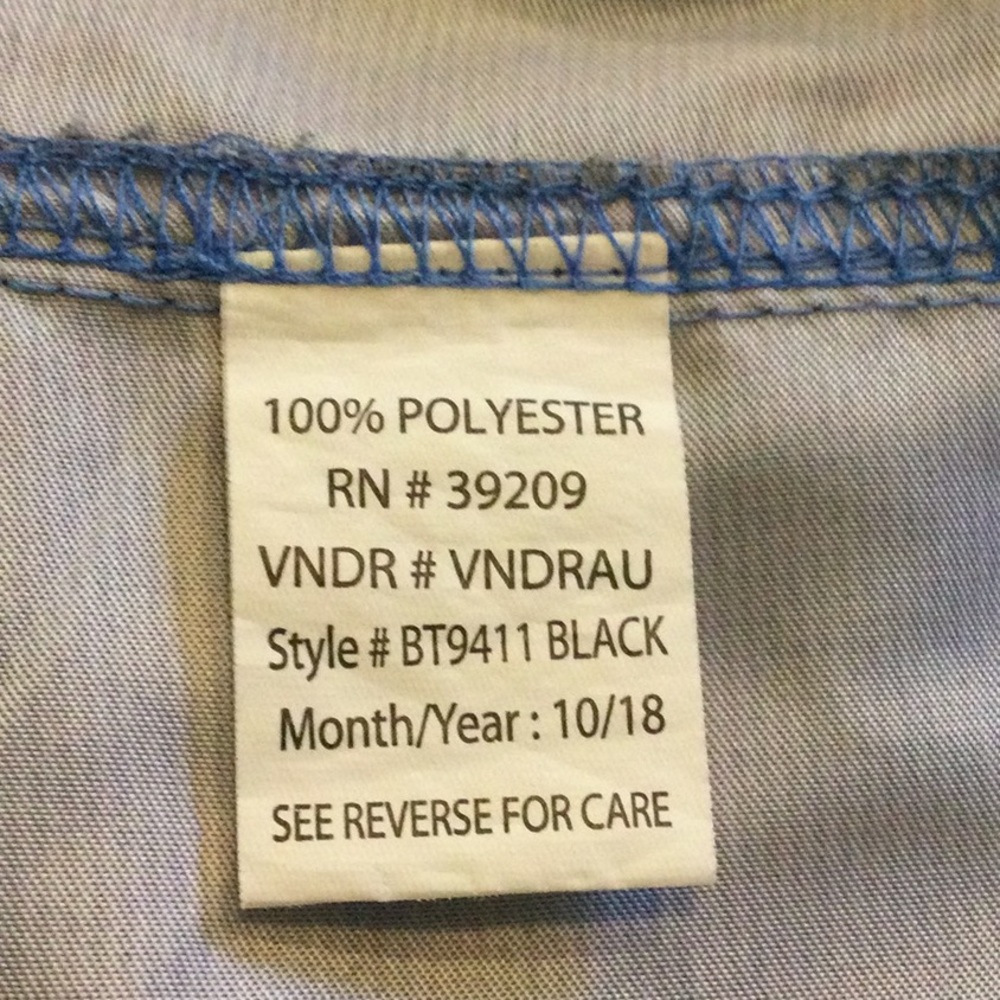 100% POLYESTER
RN # 39209
VNDR # VNDRAU
Style # BT9411 BLACK
Month/Year : 10/18
SEE REVERSE FOR CARE